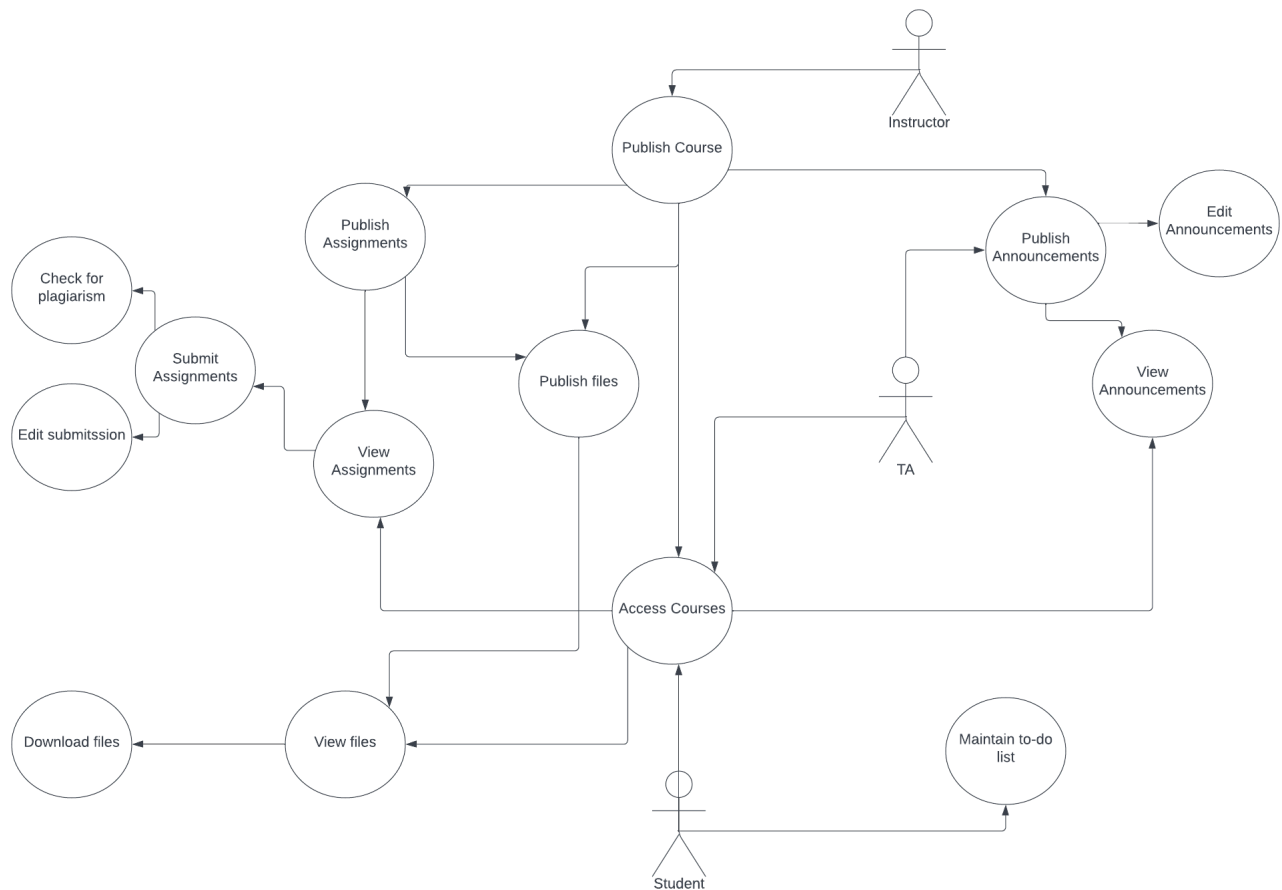 Instructor
Publish Course
Publish
Assignments
Edit
Announcements
Publish
Announcements
Check for
plagiarism
Submit
Assignments
Publish files
View
Announcements
Edit submitssion
View
Assignments
TA
Access Courses
Download files
View files
Maintain to-do
list
Student